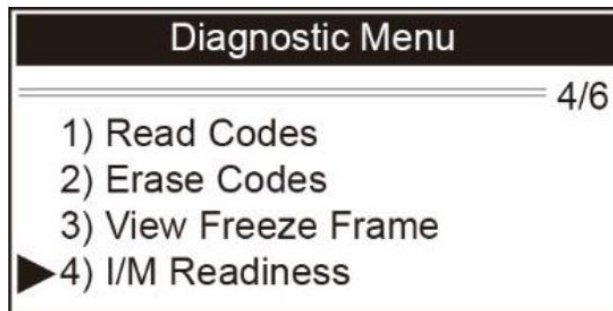 Diagnostic Menu
4/6
1) Read Codes
2) Erase Codes
3) View Freeze Frame
4) I/M Readiness